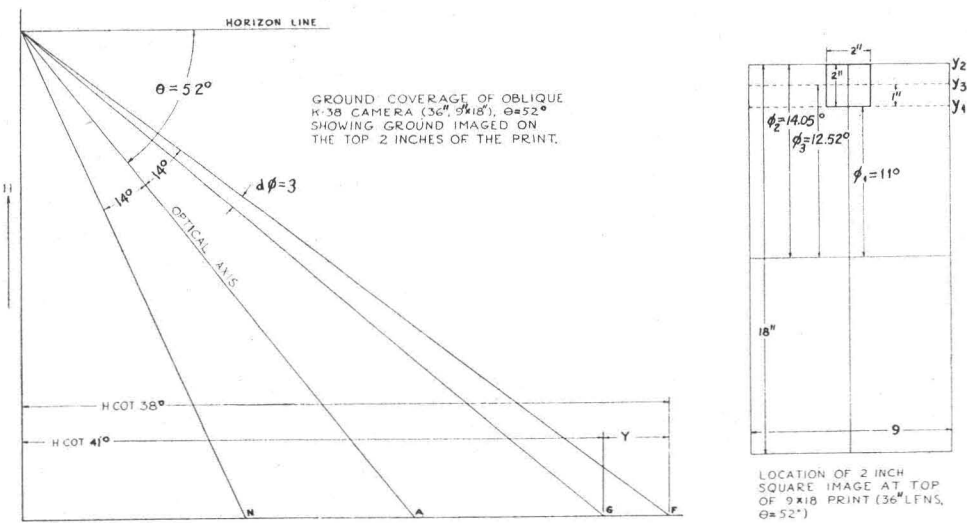 HORIZON LINE
θ = 52°
GROUND COVERAGE OF OBLIQUE
K-38 CAMERA (36", 9"x18"), θ=52°
SHOWING GROUND IMAGED ON
THE TOP 2 INCHES OF THE PRINT.
14°
14°
dϕ=3
OPTICAL AXIS
H
H COT 38°
H COT 41°
Y
N
A
G
F
2"
2"
y₂
y₃
1"
y₁
ϕ₂=14.05°
ϕ₃=12.52°
ϕ₁=11°
18"
9
LOCATION OF 2 INCH
SQUARE IMAGE AT TOP
OF 9x18 PRINT (36" LENS,
θ=52°)